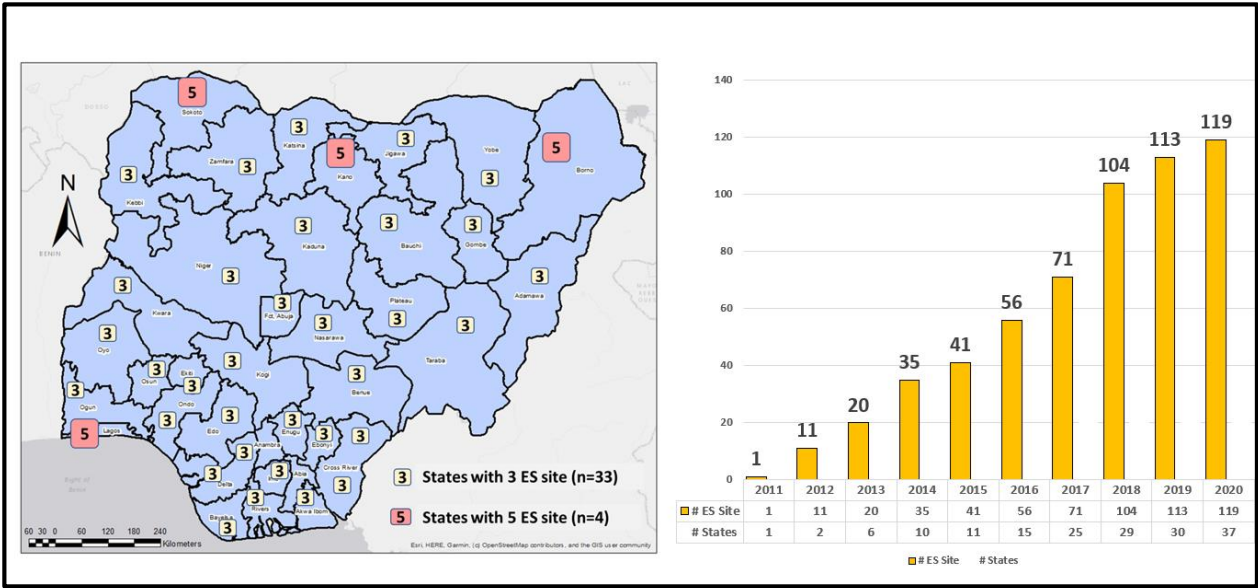 5
Sokoto
3
Katsina
3
Zamfara
5
Kano
3
Jigawa
Yobe
3
5
Borno
3
Kebbi
N
3
Kaduna
3
Bauchi
3
Gombe
Niger
3
3
Adamawa
3
Kwara
3
Fct, Abuja
3
Nasarawa
Plateau
3
3
Taraba
3
Oyo
3
Osun
Ekiti
3
3
Kogi
3
Benue
3
Ogun
Ondo
3
3
Edo
3
Enugu
3
Ebonyi
3
5
Lagos
Anambra
3
3
Abia
Cross River
3
3
Delta
3
Rivers
3
Akwa Ibom
Bayelsa
3
3 States with 3 ES site (n=33)
5 States with 5 ES site (n=4)
60 30 0 60 120 180 240
Kilometers
Esri, HERE, Garmin, (c) OpenStreetMap contributors, and the GIS user community
140
120
100
80
60
40
20
0
1
11
20
35
41
56
71
104
113
119
2011 2012 2013 2014 2015 2016 2017 2018 2019 2020
# ES Site 1 11 20 35 41 56 71 104 113 119
# States 1 2 6 10 11 15 25 29 30 37
# ES Site # States